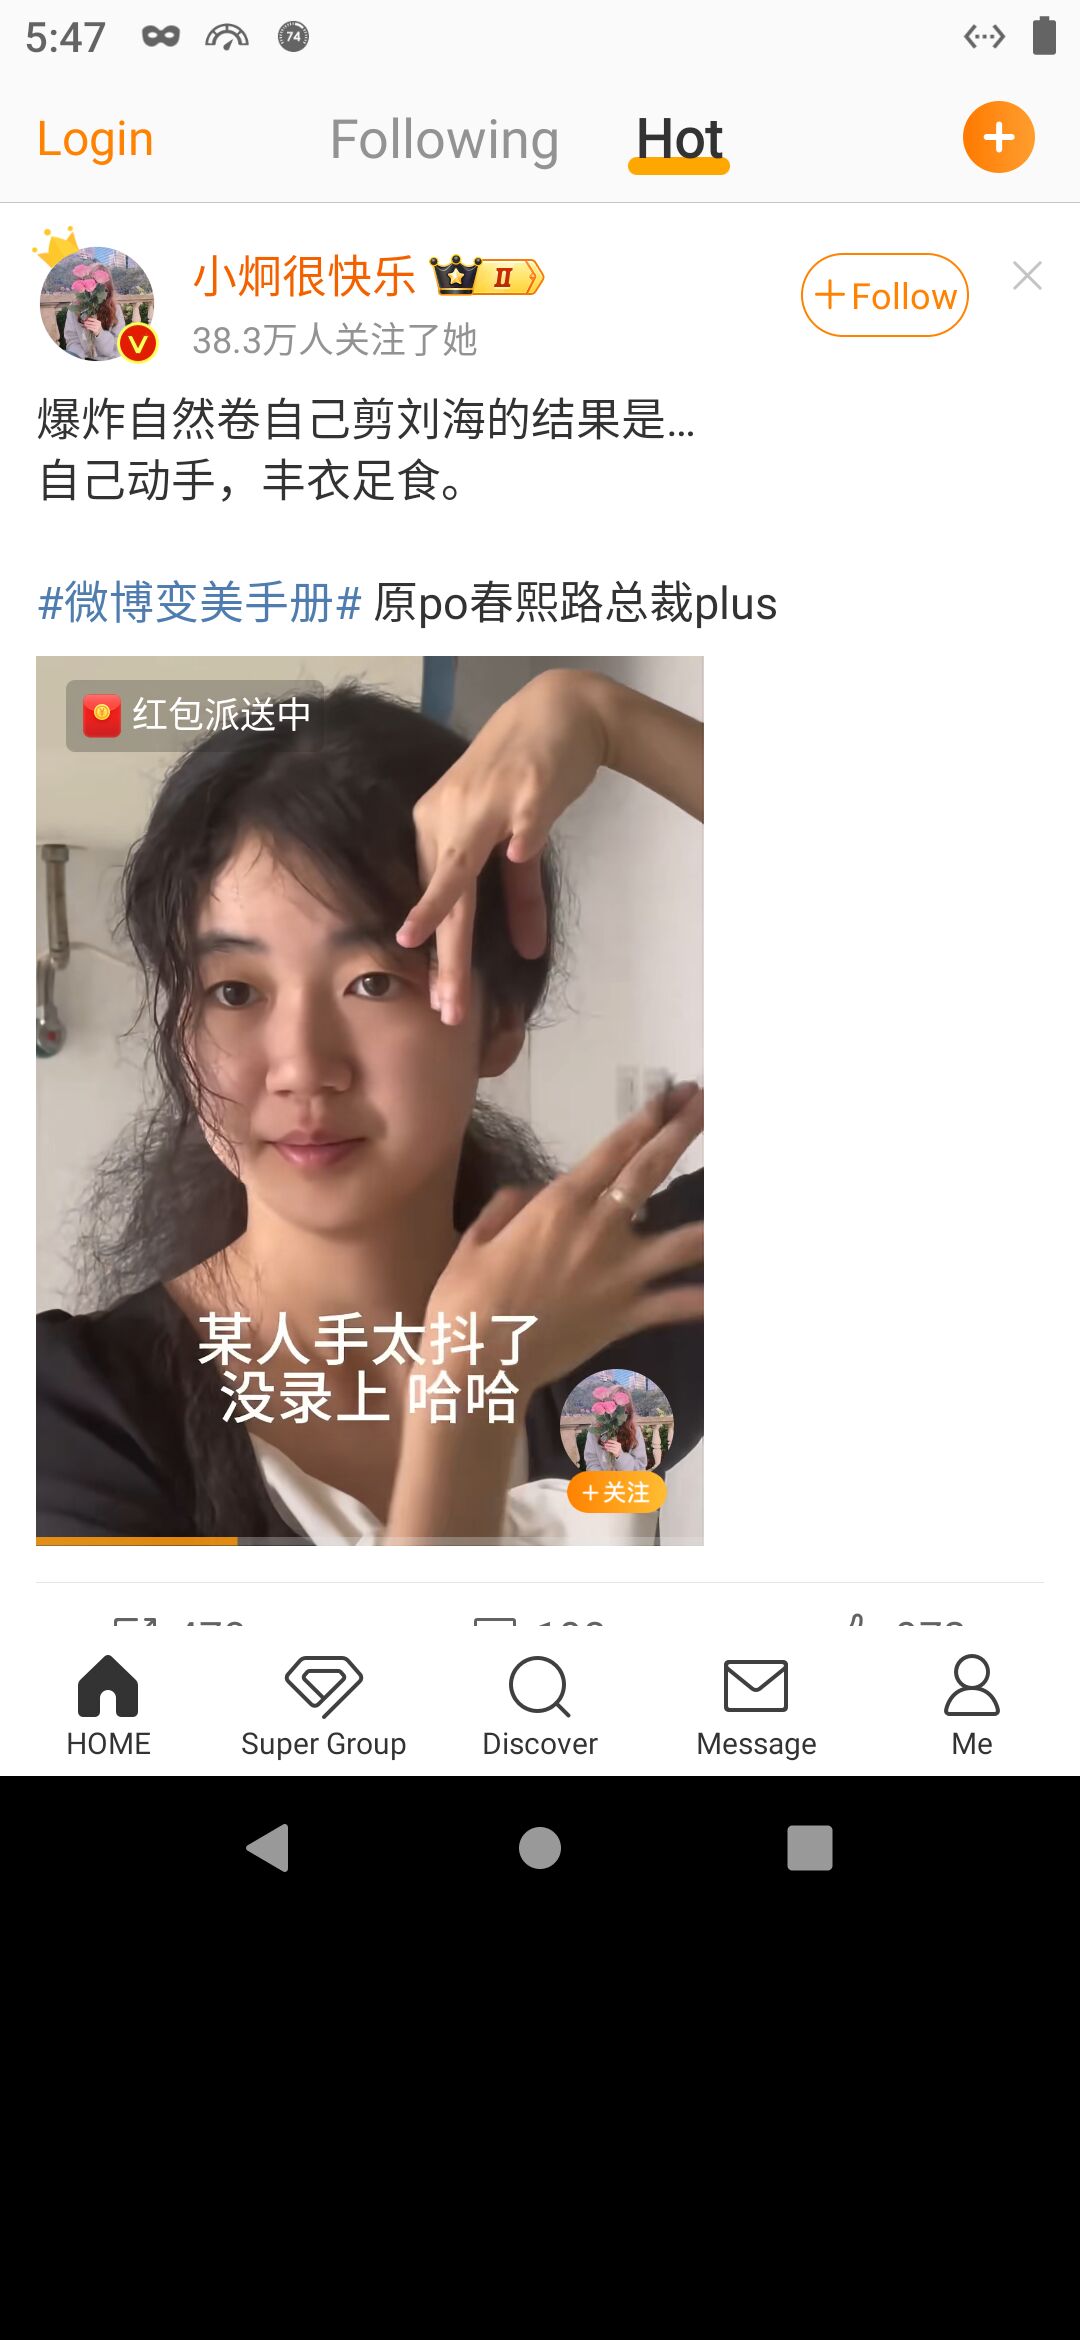 5:47
74
Login
Following
Hot
小炯很快乐
II
V
38.3万人关注了她
+Follow
爆炸自然卷自己剪刘海的结果是...
自己动手，丰衣足食。
#微博变美手册# 原po春熙路总裁plus
红包派送中
某人手太抖了
没录上 哈哈
+关注
HOME
Super Group
Discover
Message
Me